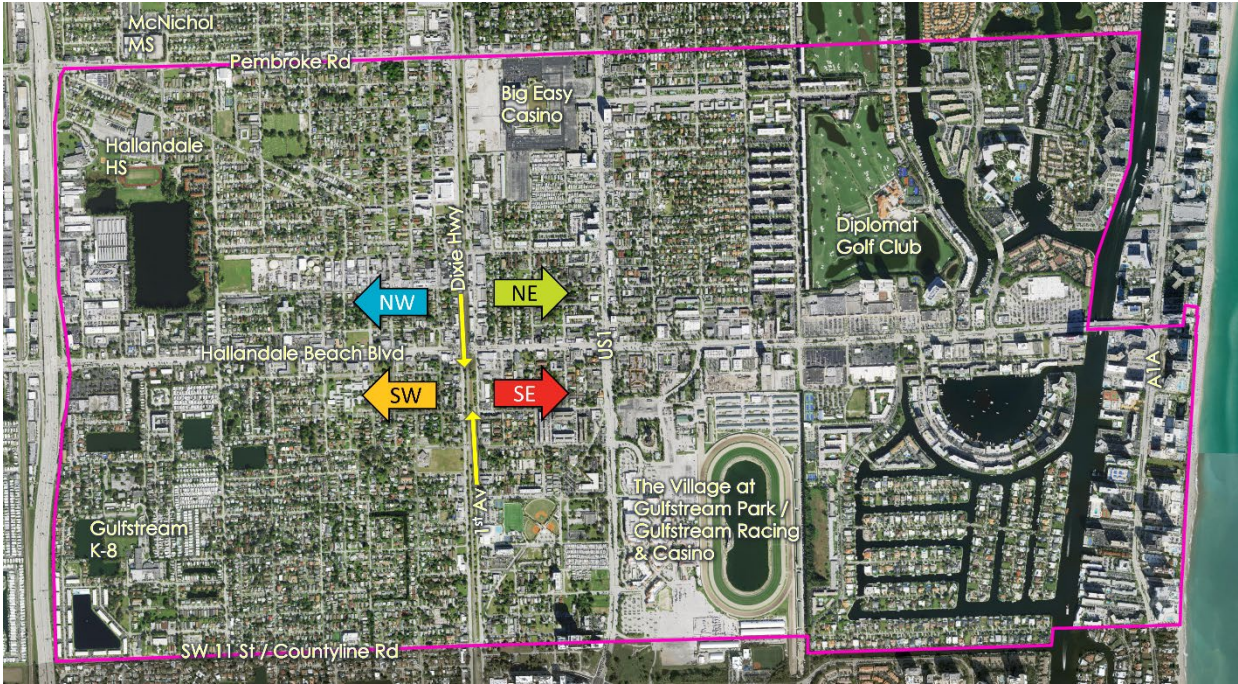 McNichol
MS
Pembroke Rd
Big Easy
Casino
Hallandale
HS
Diplomat
Golf Club
Dixie HWY
NW
NE
US1
Hallandale Beach Blvd
A1A
SW
SE
1st AV
The Village at
Gulfstream Park /
Gulfstream Racing
& Casino
Gulfstream
K-8
SW 11 St / Countyline Rd